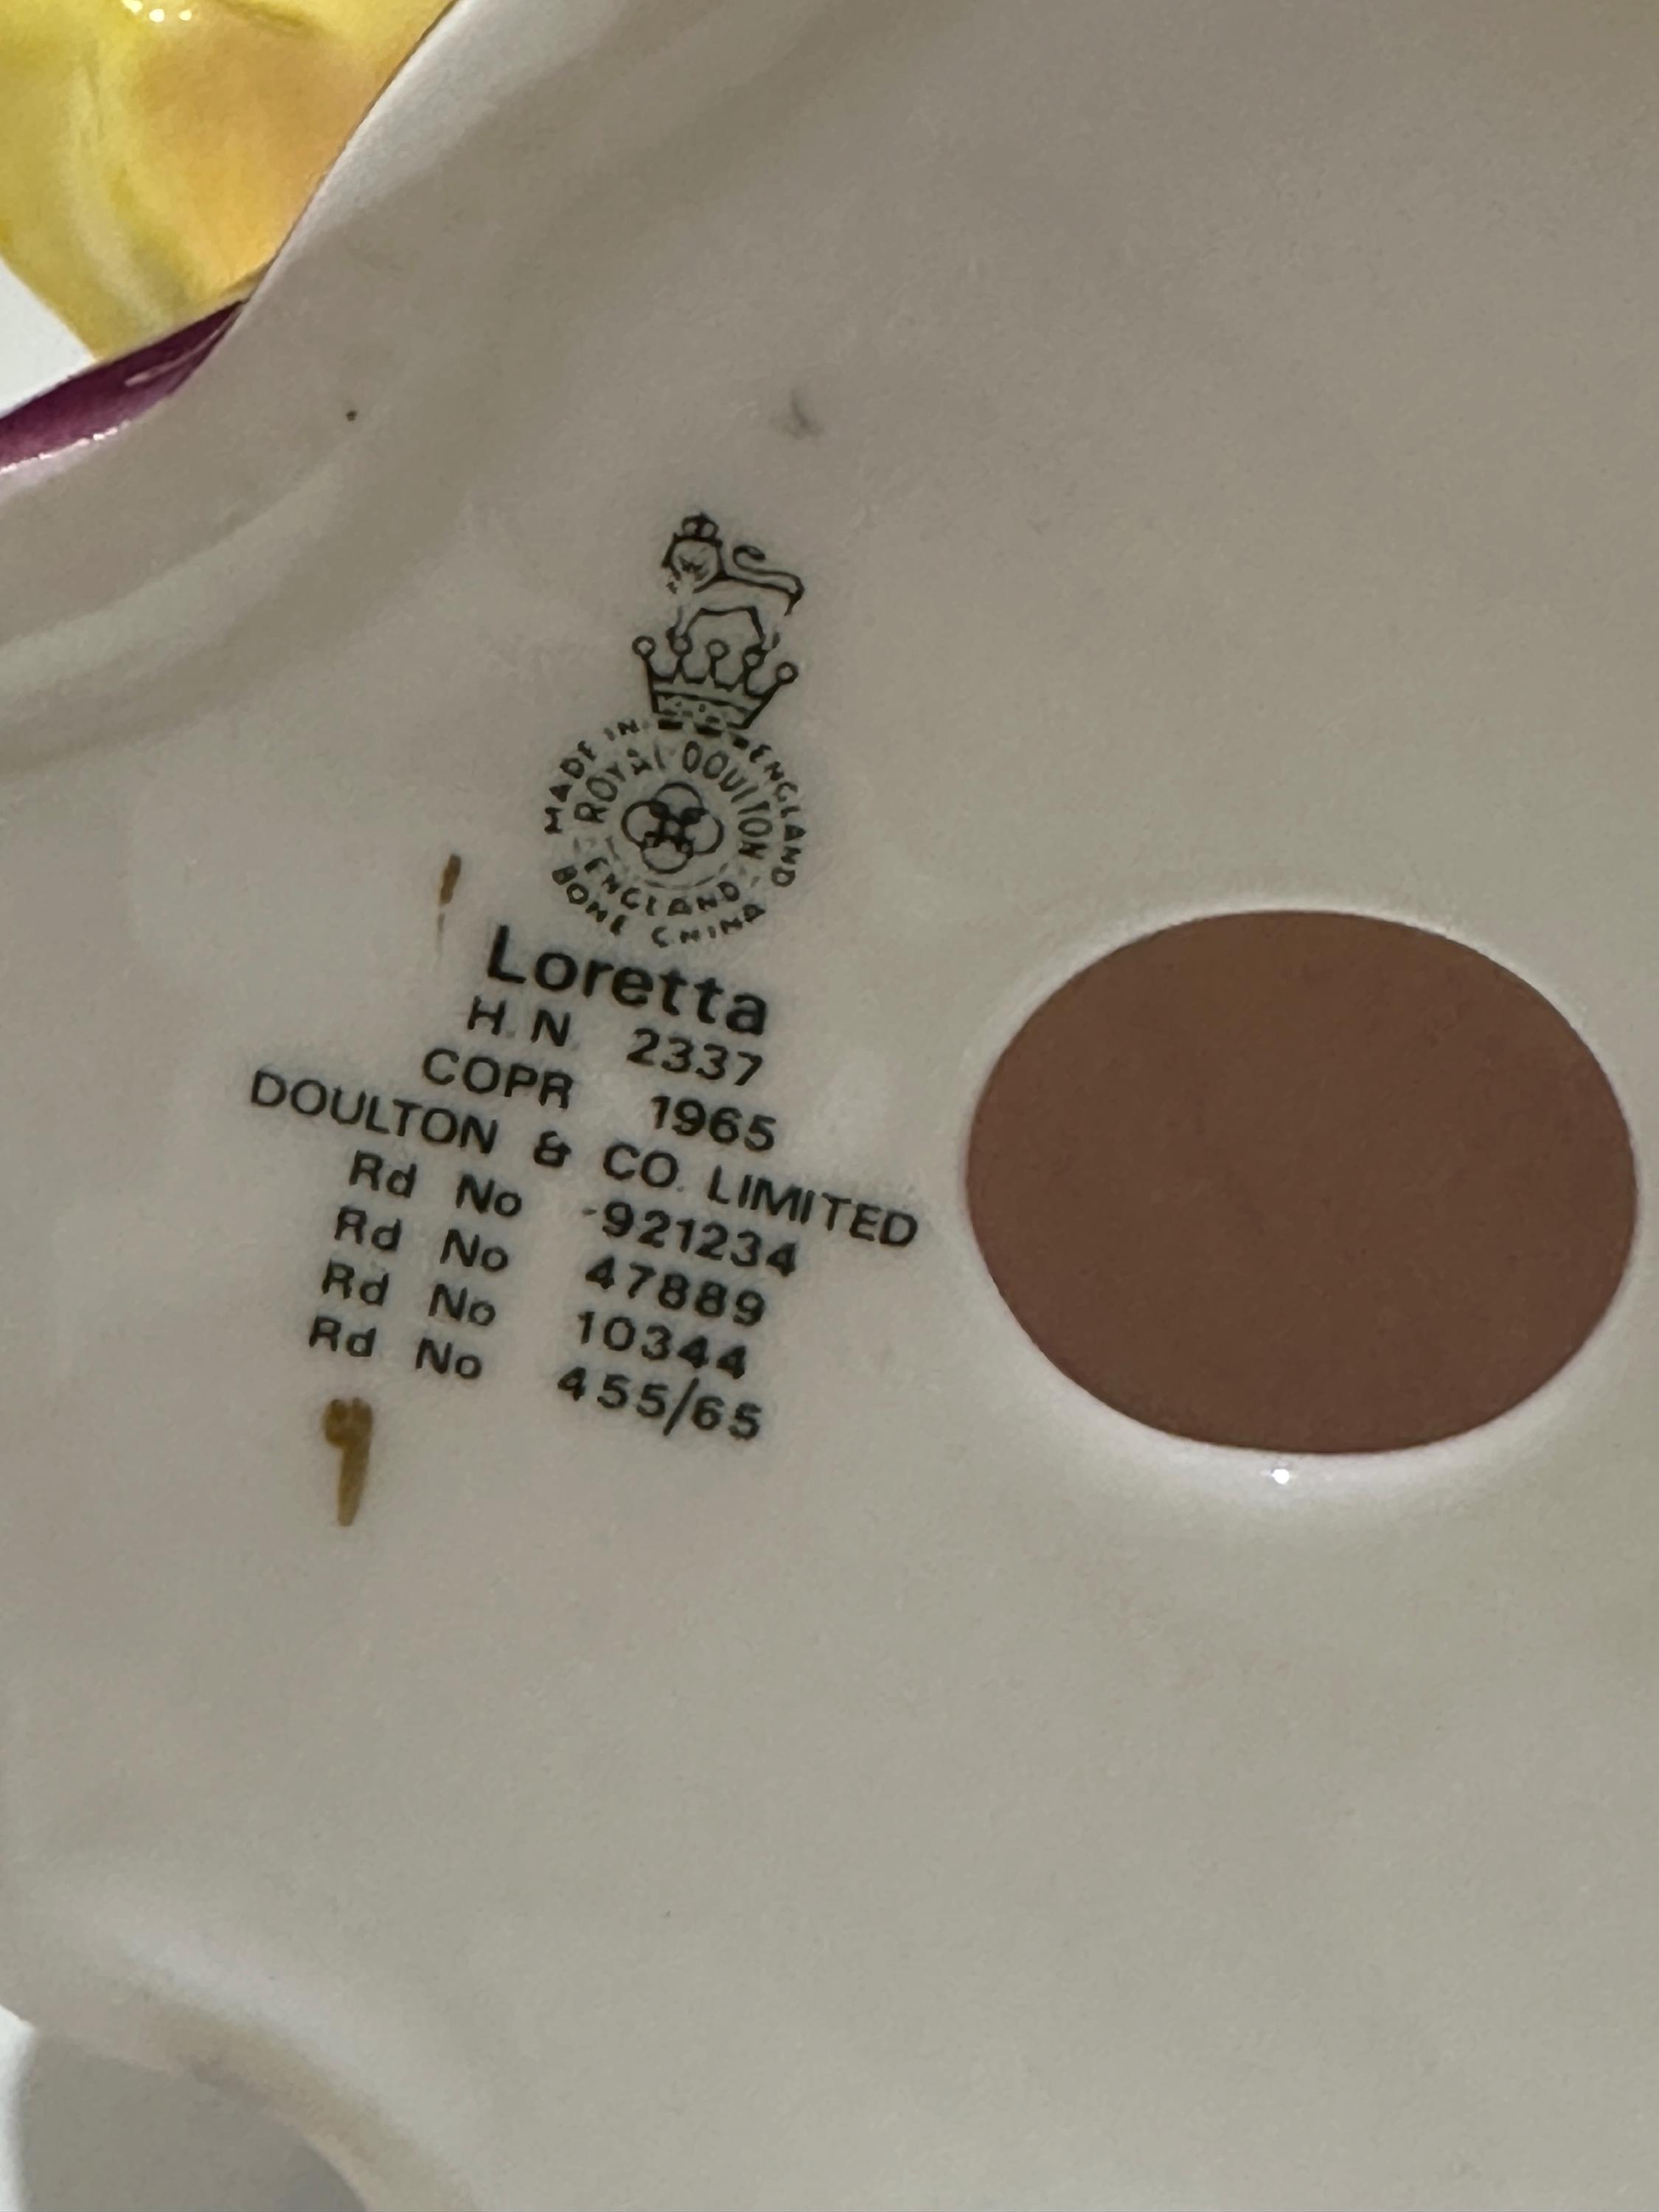 MADE IN ENGLAND
ROYAL DOULTON
ENGLAND
BONE CHINA
Loretta
H.N. 2337
COPR 1965
DOULTON & CO. LIMITED
Rd No 921234
Rd No 47889
Rd No 10344
Rd No 455/65